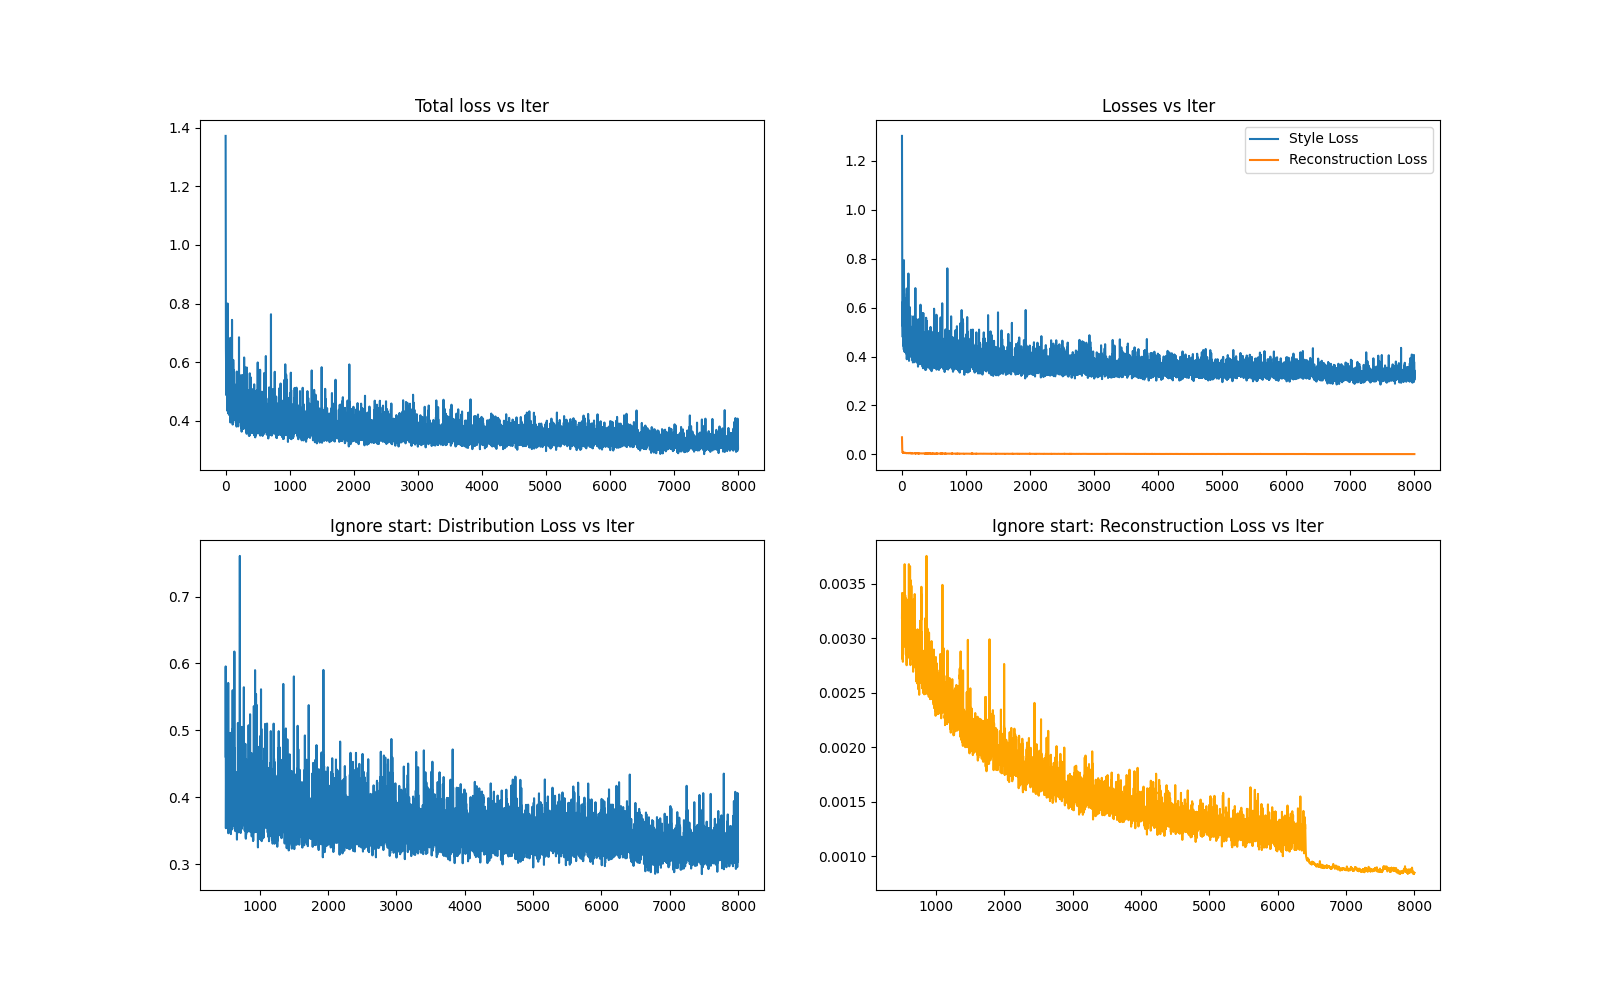 Total loss vs Iter
1.4
1.2
1.0
0.8
0.6
0.4
0 1000 2000 3000 4000 5000 6000 7000 8000
Losses vs Iter
Style Loss
Reconstruction Loss
1.2
1.0
0.8
0.6
0.4
0.2
0.0
0 1000 2000 3000 4000 5000 6000 7000 8000
Ignore start: Distribution Loss vs Iter
0.7
0.6
0.5
0.4
0.3
1000 2000 3000 4000 5000 6000 7000 8000
Ignore start: Reconstruction Loss vs Iter
0.0035
0.0030
0.0025
0.0020
0.0015
0.0010
1000 2000 3000 4000 5000 6000 7000 8000